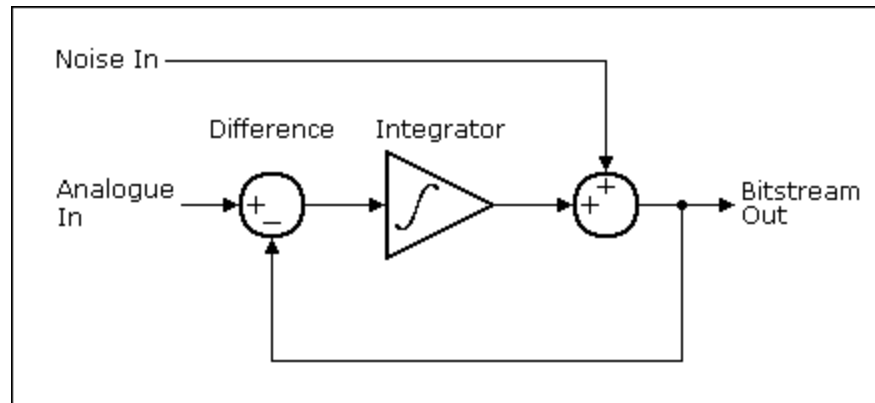 Noise In
Difference
Integrator
Analogue
In
+
−
∫
+
+
Bitstream
Out